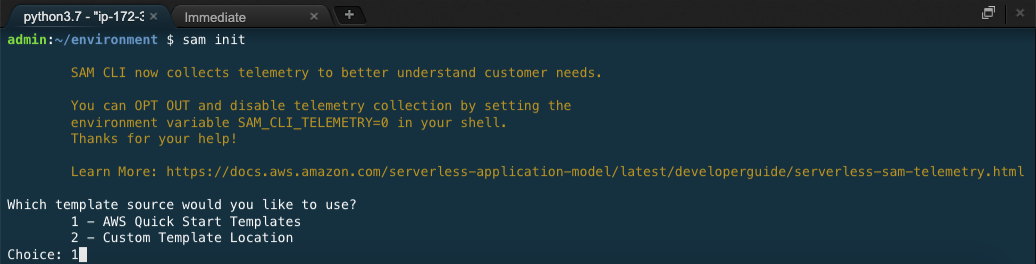 python3.7 - "ip-172-3 × Immediate × +
admin:~/environment $ sam init
SAM CLI now collects telemetry to better understand customer needs.
You can OPT OUT and disable telemetry collection by setting the
environment variable SAM_CLI_TELEMETRY=0 in your shell.
Thanks for your help!
Learn More: https://docs.aws.amazon.com/serverless-application-model/latest/developerguide/serverless-sam-telemetry.html
Which template source would you like to use?
1 - AWS Quick Start Templates
2 - Custom Template Location
Choice: 1